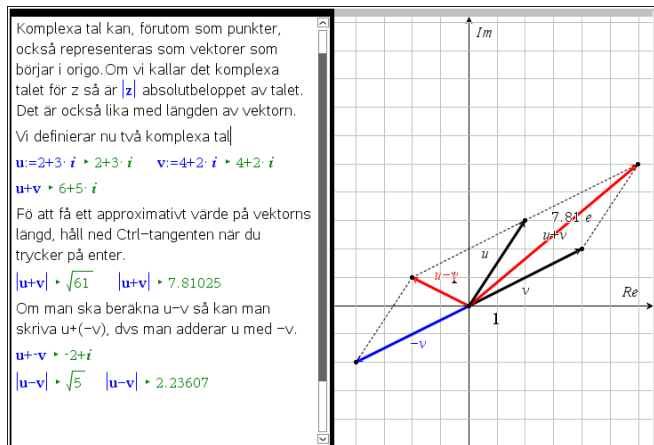 Komplexa tal kan, förutom som punkter,
också representeras som vektorer som
börjar i origo. Om vi kallar det komplexa
talet för z så är |z| absolutbeloppet av talet.
Det är också lika med längden av vektorn.
Vi definierar nu två komplexa tal
u:=2+3· i ▸ 2+3· i v:=4+2· i ▸ 4+2· i
u+v ▸ 6+5· i
Fö att få ett approximativt värde på vektorns
längd, håll ned Ctrl-tangenten när du
trycker på enter.
|u+v| ▸ √61 |u+v| ▸ 7.81025
Om man ska beräkna u-v så kan man
skriva u+(-v), dvs man adderar u med -v.
u+-v ▸ -2+i
|u-v| ▸ √5 |u-v| ▸ 2.23607
Im
7.81 e
u+v
u
u-v
1
v
Re
1
-v